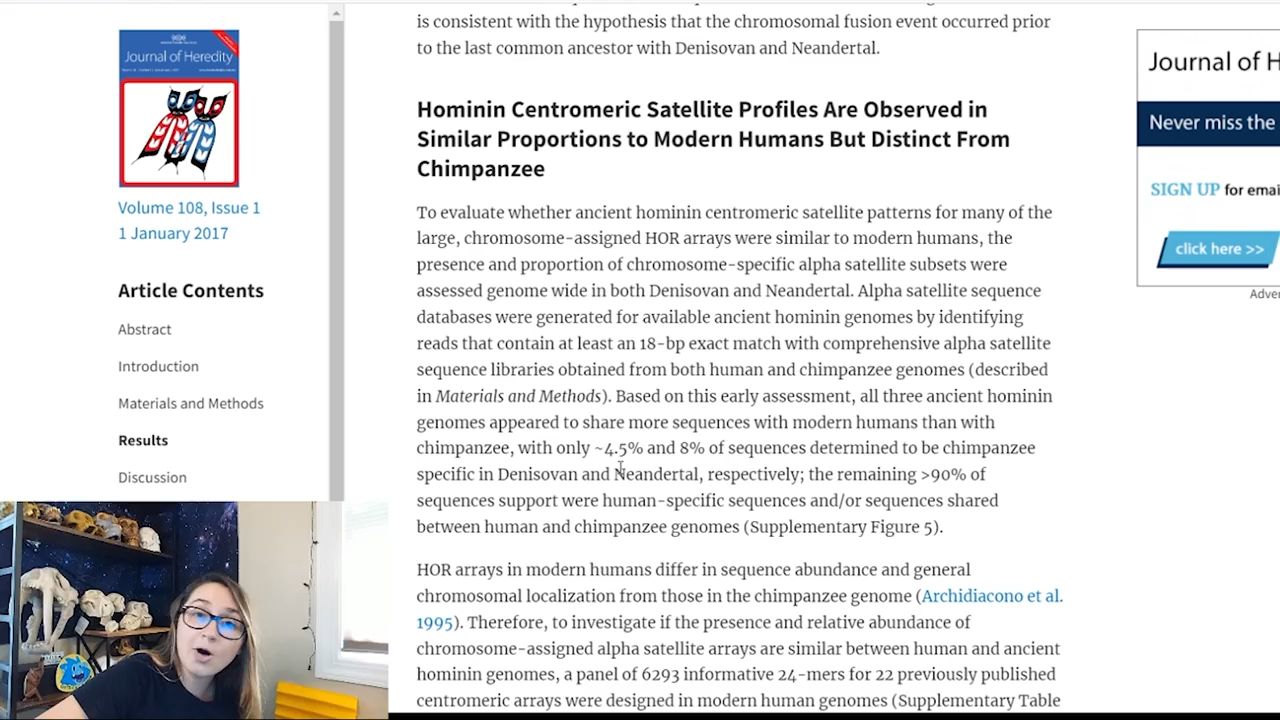 Journal of Heredity
Volume 108, Issue 1
1 January 2017
Article Contents
Abstract
Introduction
Materials and Methods
Results
Discussion
is consistent with the hypothesis that the chromosomal fusion event occurred prior
to the last common ancestor with Denisovan and Neandertal.
Hominin Centromeric Satellite Profiles Are Observed in
Similar Proportions to Modern Humans But Distinct From
Chimpanzee
To evaluate whether ancient hominin centromeric satellite patterns for many of the
large, chromosome-assigned HOR arrays were similar to modern humans, the
presence and proportion of chromosome-specific alpha satellite subsets were
assessed genome wide in both Denisovan and Neandertal. Alpha satellite sequence
databases were generated for available ancient hominin genomes by identifying
reads that contain at least an 18-bp exact match with comprehensive alpha satellite
sequence libraries obtained from both human and chimpanzee genomes (described
in Materials and Methods). Based on this early assessment, all three ancient hominin
genomes appeared to share more sequences with modern humans than with
chimpanzee, with only ~4.5% and 8% of sequences determined to be chimpanzee
specific in Denisovan and Neandertal, respectively; the remaining >90% of
sequences support were human-specific sequences and/or sequences shared
between human and chimpanzee genomes (Supplementary Figure 5).
HOR arrays in modern humans differ in sequence abundance and general
chromosomal localization from those in the chimpanzee genome (Archidiacono et al.
1995). Therefore, to investigate if the presence and relative abundance of
chromosome-assigned alpha satellite arrays are similar between human and ancient
hominin genomes, a panel of 6293 informative 24-mers for 22 previously published
centromeric arrays were designed in modern human genomes (Supplementary Table
Journal of H
Never miss the
SIGN UP for emai
click here >>
Adver